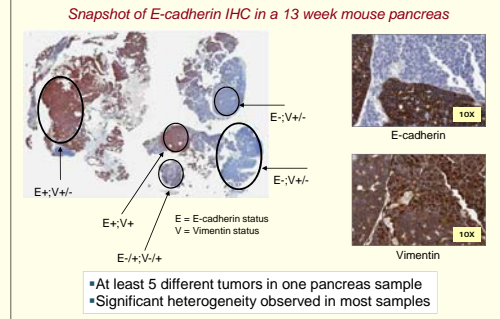 Snapshot of E-cadherin IHC in a 13 week mouse pancreas
10X
E-;V+/-
E-cadherin
E+;V+/-
E-;V+/-
E+;V+
E = E-cadherin status
V = Vimentin status
10X
E-/+;V-/+
Vimentin
▪At least 5 different tumors in one pancreas sample
▪Significant heterogeneity observed in most samples